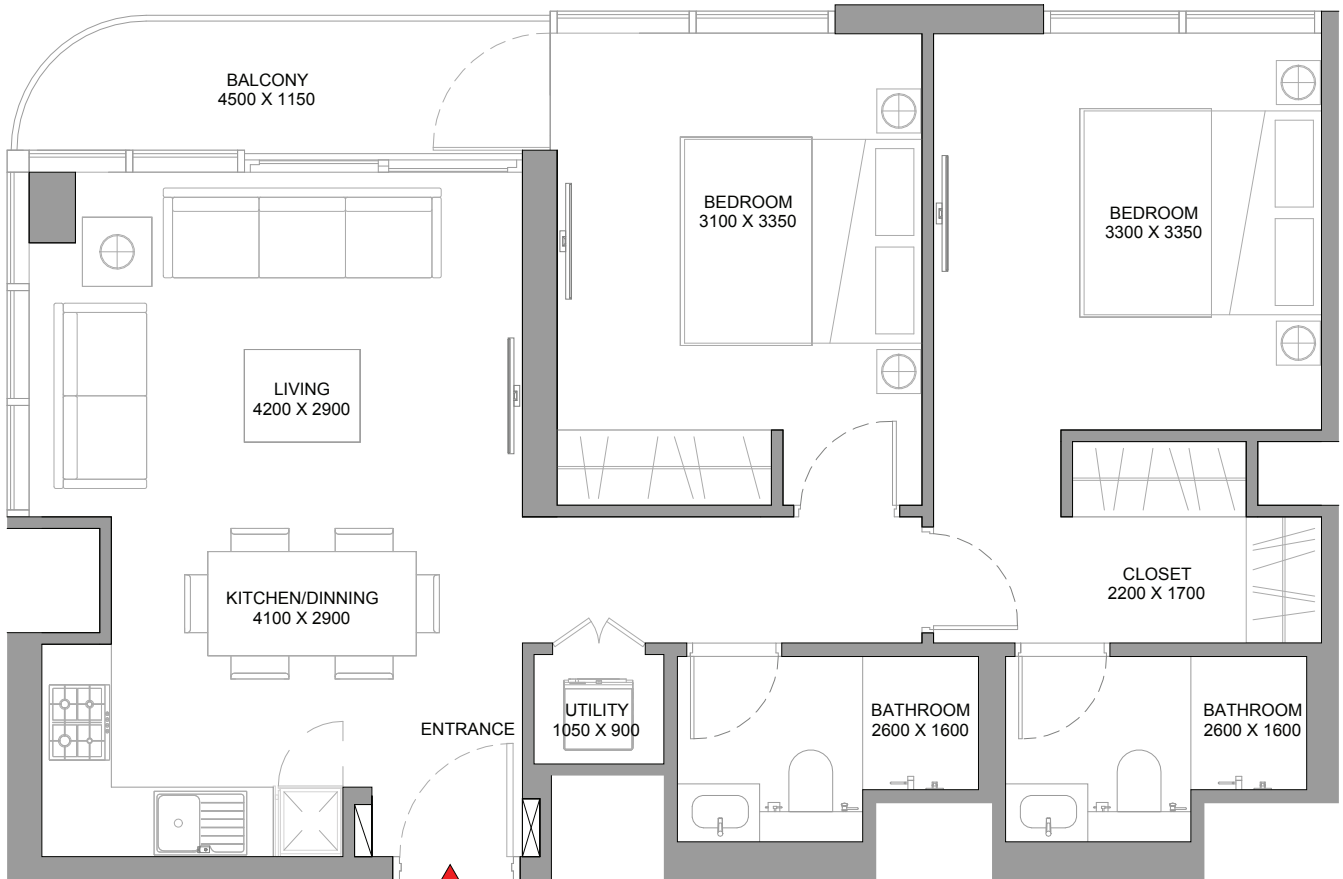 BALCONY
4500 X 1150
BEDROOM
3100 X 3350
BEDROOM
3300 X 3350
LIVING
4200 X 2900
KITCHEN/DINNING
4100 X 2900
CLOSET
2200 X 1700
ENTRANCE
UTILITY
1050 X 900
BATHROOM
2600 X 1600
BATHROOM
2600 X 1600